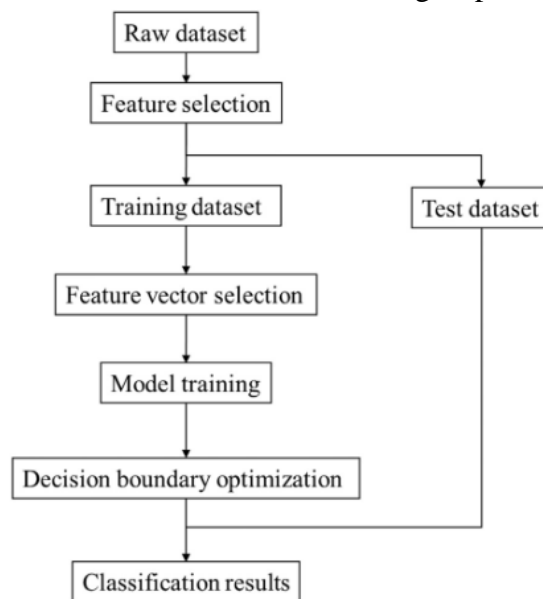 Raw dataset
Feature selection
Training dataset
Test dataset
Feature vector selection
Model training
Decision boundary optimization
Classification results